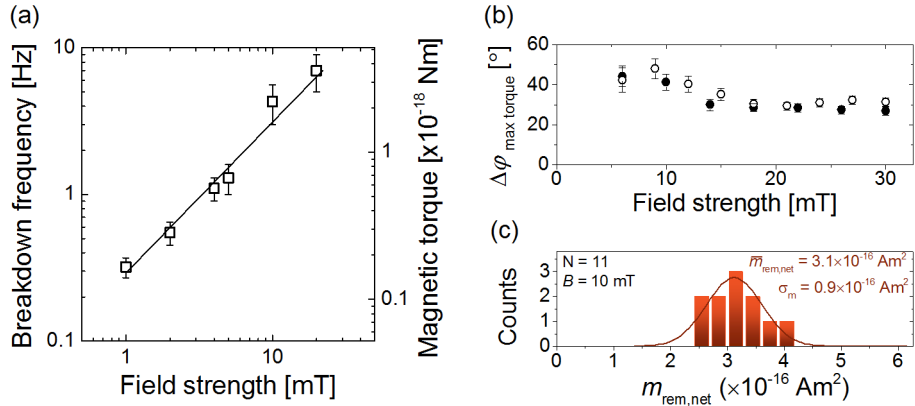 (a)
10
1
0.1
Breakdown frequency [Hz]
1
10
Field strength [mT]
1
0.1
Magnetic torque [x10⁻¹⁸ Nm]
(b)
60
40
20
0
Δφ max torque [°]
0
10
20
30
Field strength [mT]
(c)
N = 11
B = 10 mT
m̅rem,net = 3.1×10⁻¹⁶ Am²
σm = 0.9×10⁻¹⁶ Am²
3
2
1
0
Counts
0
1
2
3
4
5
6
mrem,net (×10⁻¹⁶ Am²)